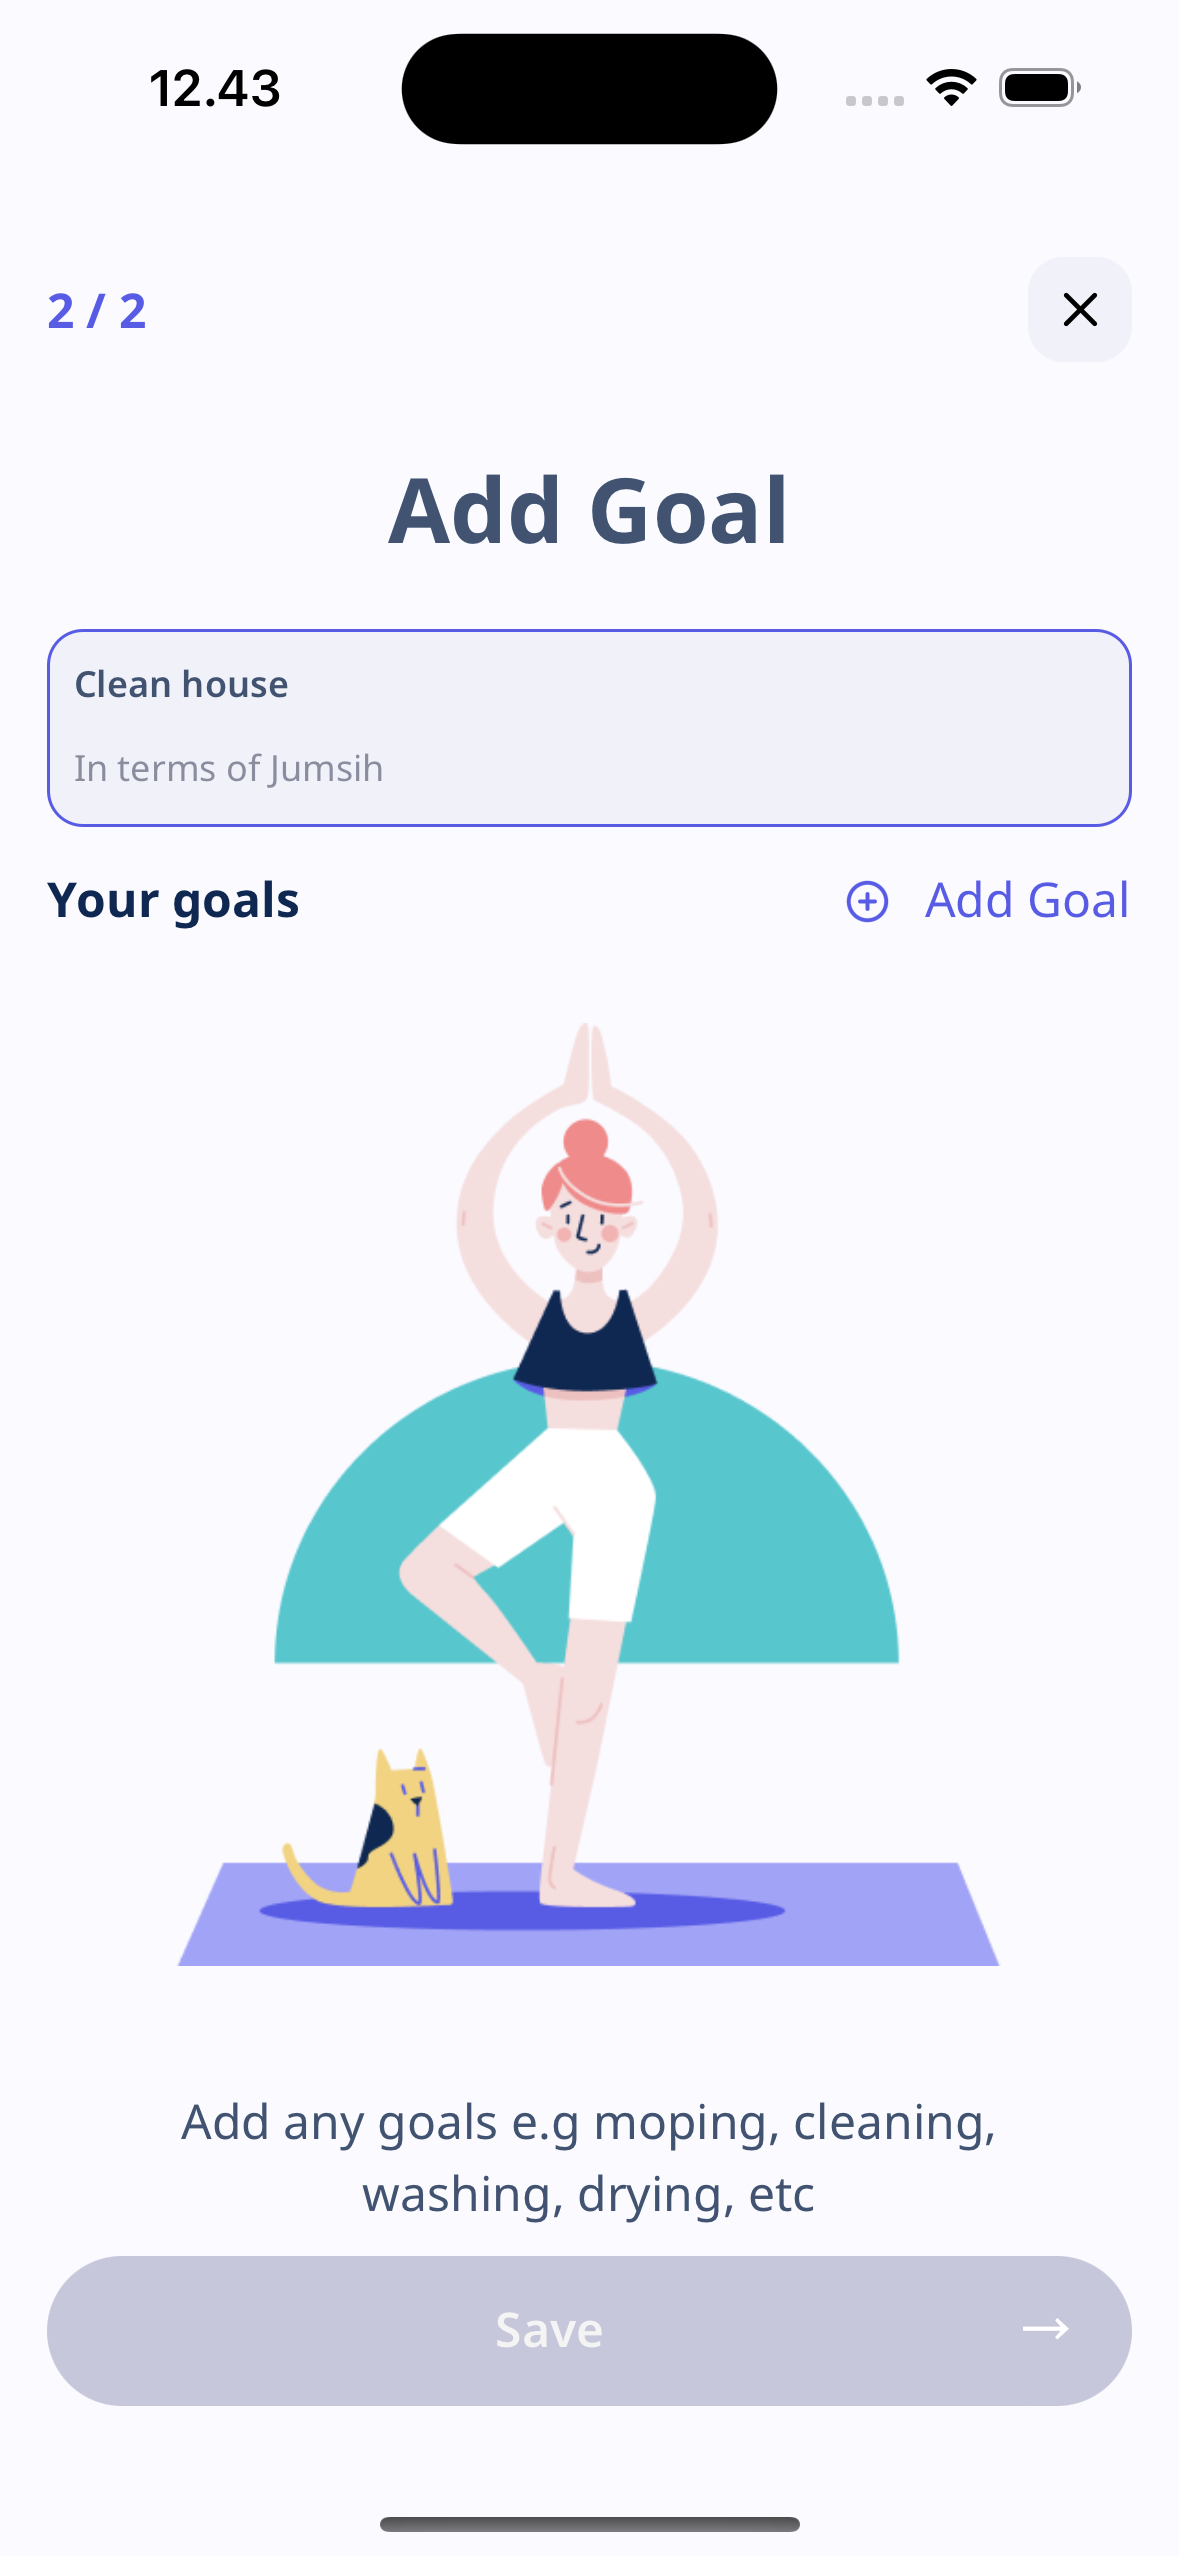 12.43
2 / 2
Add Goal
Clean house
In terms of Jumsih
Your goals
Add Goal
Add any goals e.g moping, cleaning,
washing, drying, etc
Save